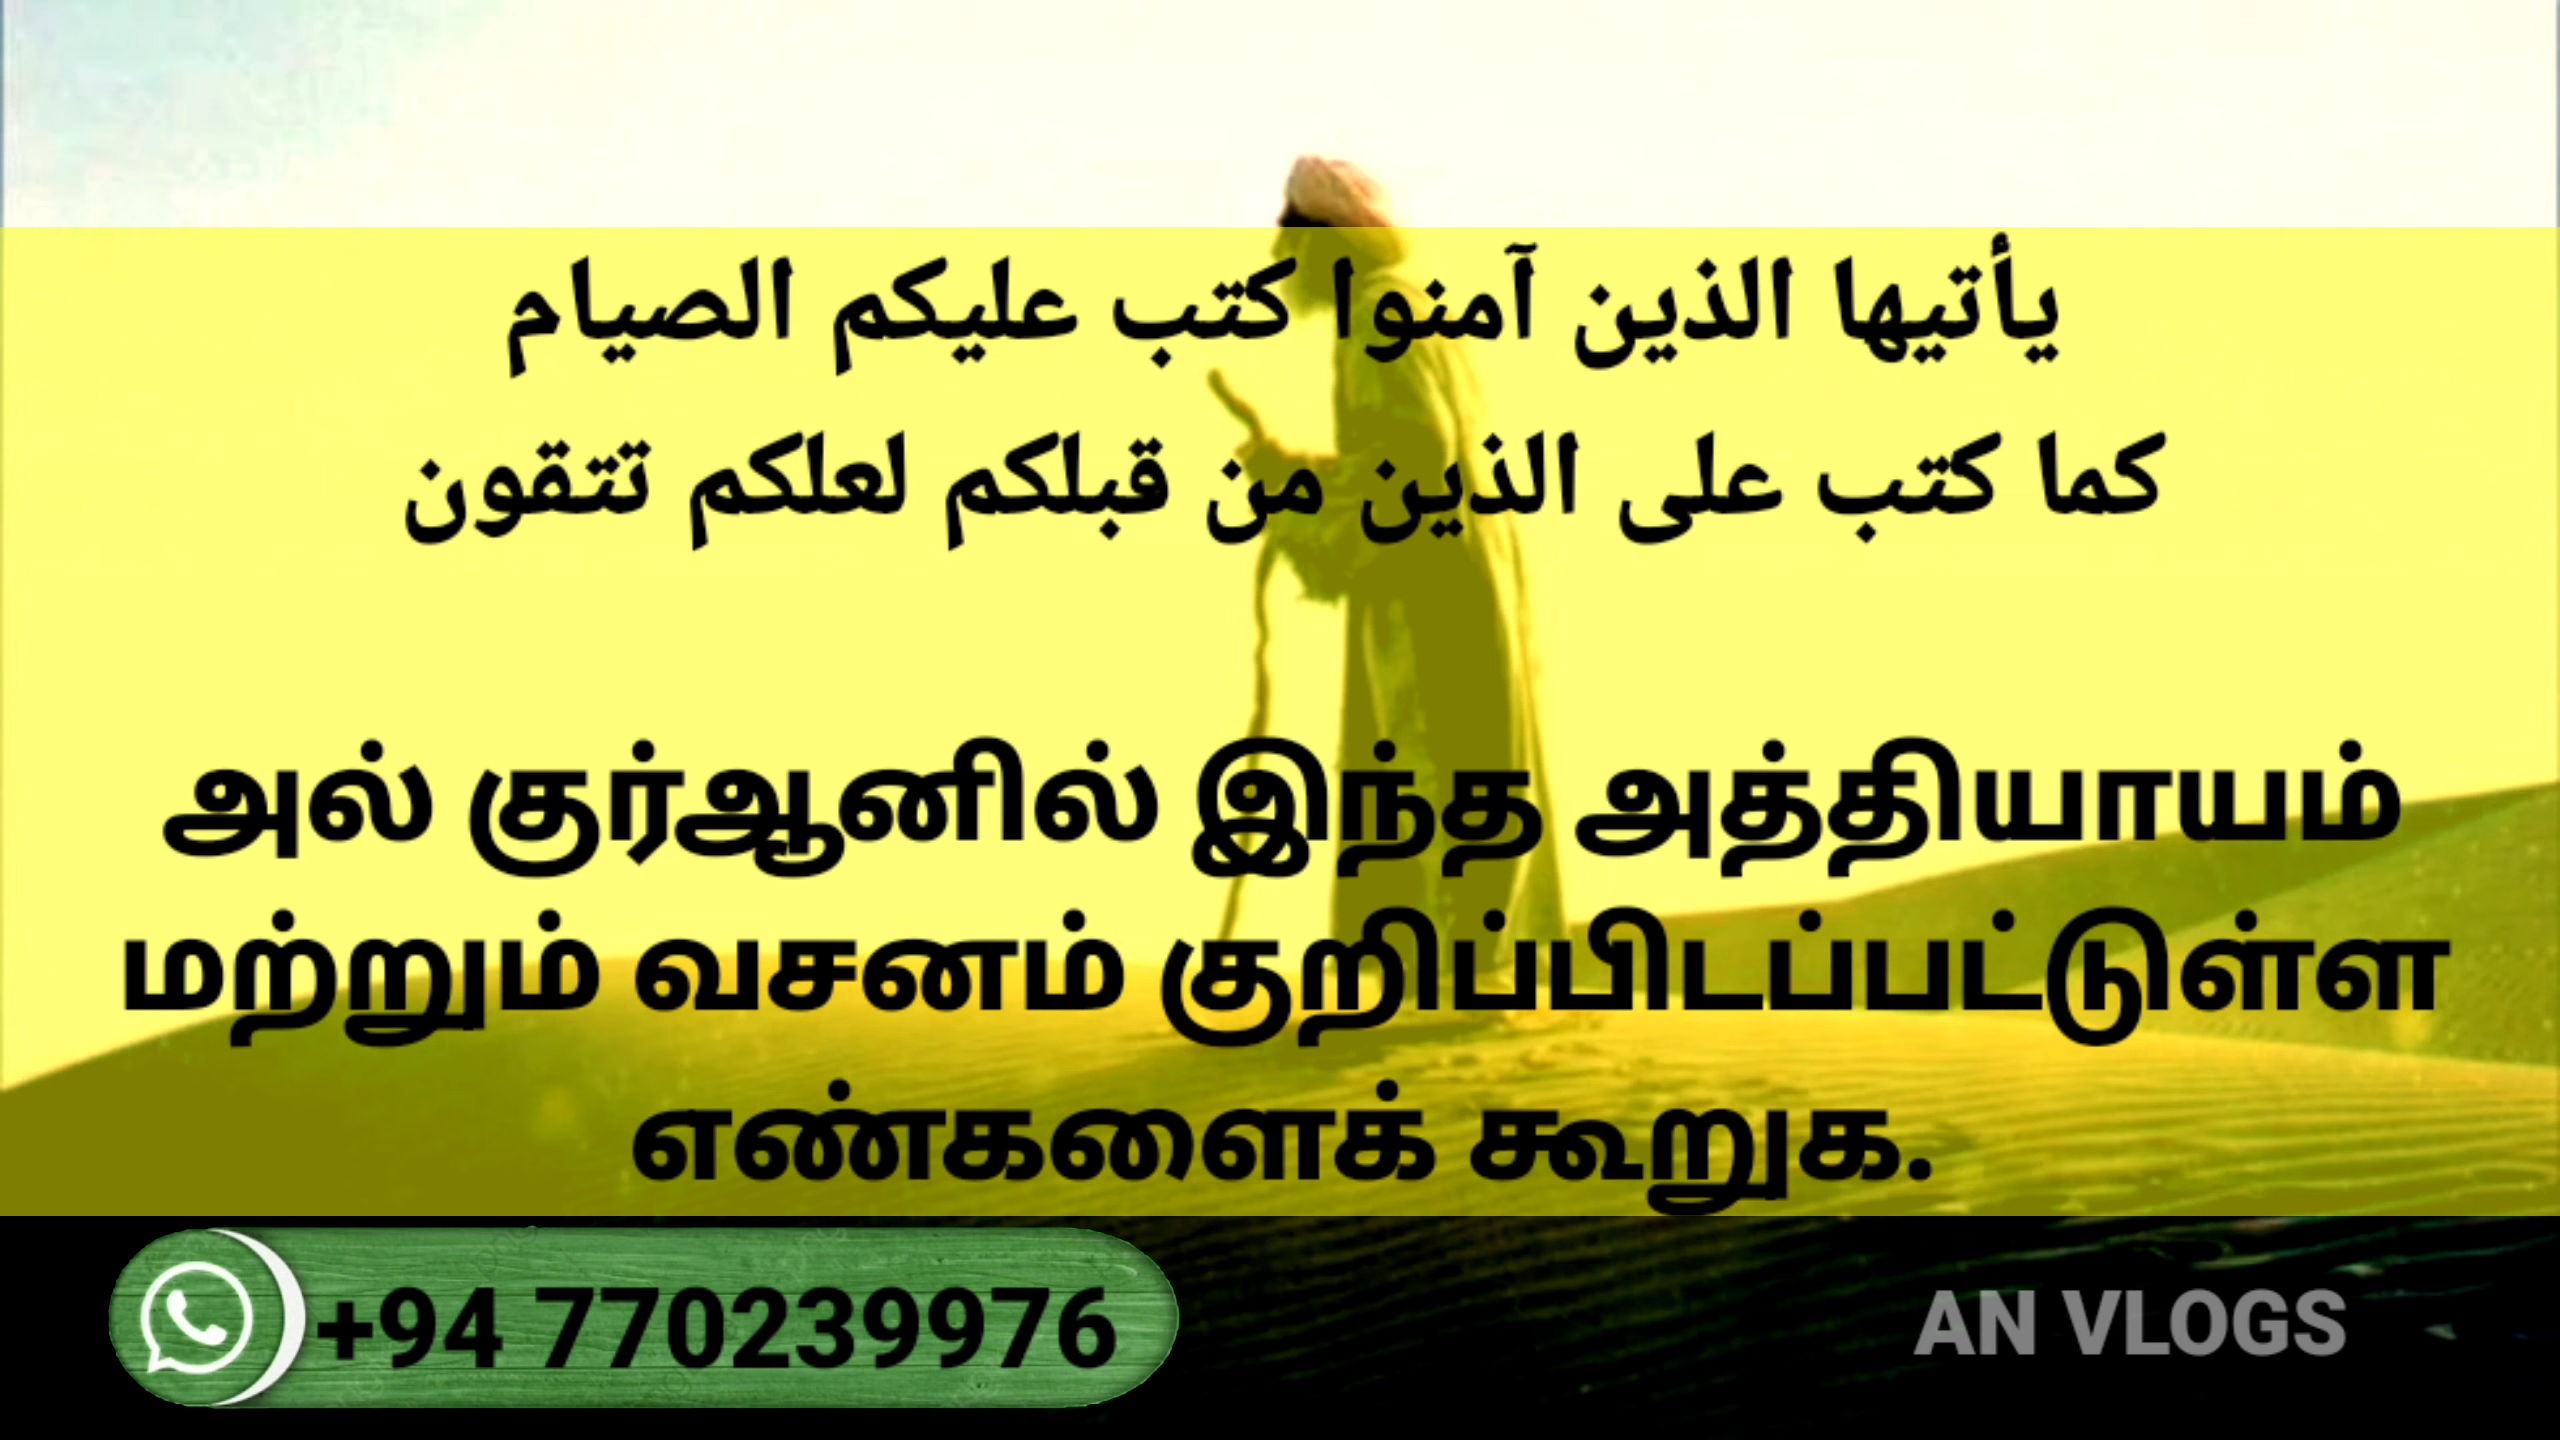 يأتيها الذين آمنوا كتب عليكم الصيام
كما كتب على الذين من قبلكم لعلكم تتقون
அல் குர்ஆனில் இந்த அத்தியாயம்
மற்றும் வசனம் குறிப்பிடப்பட்டுள்ள
எண்களைக் கூறுக.
+94 770239976
AN VLOGS